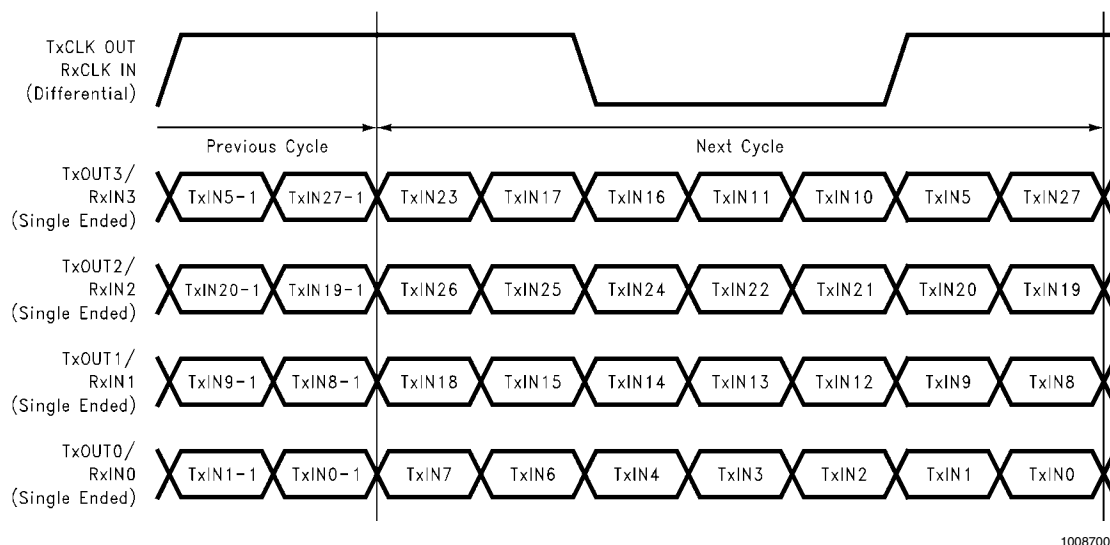 TxCLK OUT
RxCLK IN
(Differential)
Previous Cycle
Next Cycle
TxOUT3/
RxIN3
(Single Ended)
TxIN5-1 TxIN27-1 TxIN23 TxIN17 TxIN16 TxIN11 TxIN10 TxIN5 TxIN27
TxOUT2/
RxIN2
(Single Ended)
TxIN20-1 TxIN19-1 TxIN26 TxIN25 TxIN24 TxIN22 TxIN21 TxIN20 TxIN19
TxOUT1/
RxIN1
(Single Ended)
TxIN9-1 TxIN8-1 TxIN18 TxIN15 TxIN14 TxIN13 TxIN12 TxIN9 TxIN8
TxOUT0/
RxIN0
(Single Ended)
TxIN1-1 TxIN0-1 TxIN7 TxIN6 TxIN4 TxIN3 TxIN2 TxIN1 TxIN0
1008700